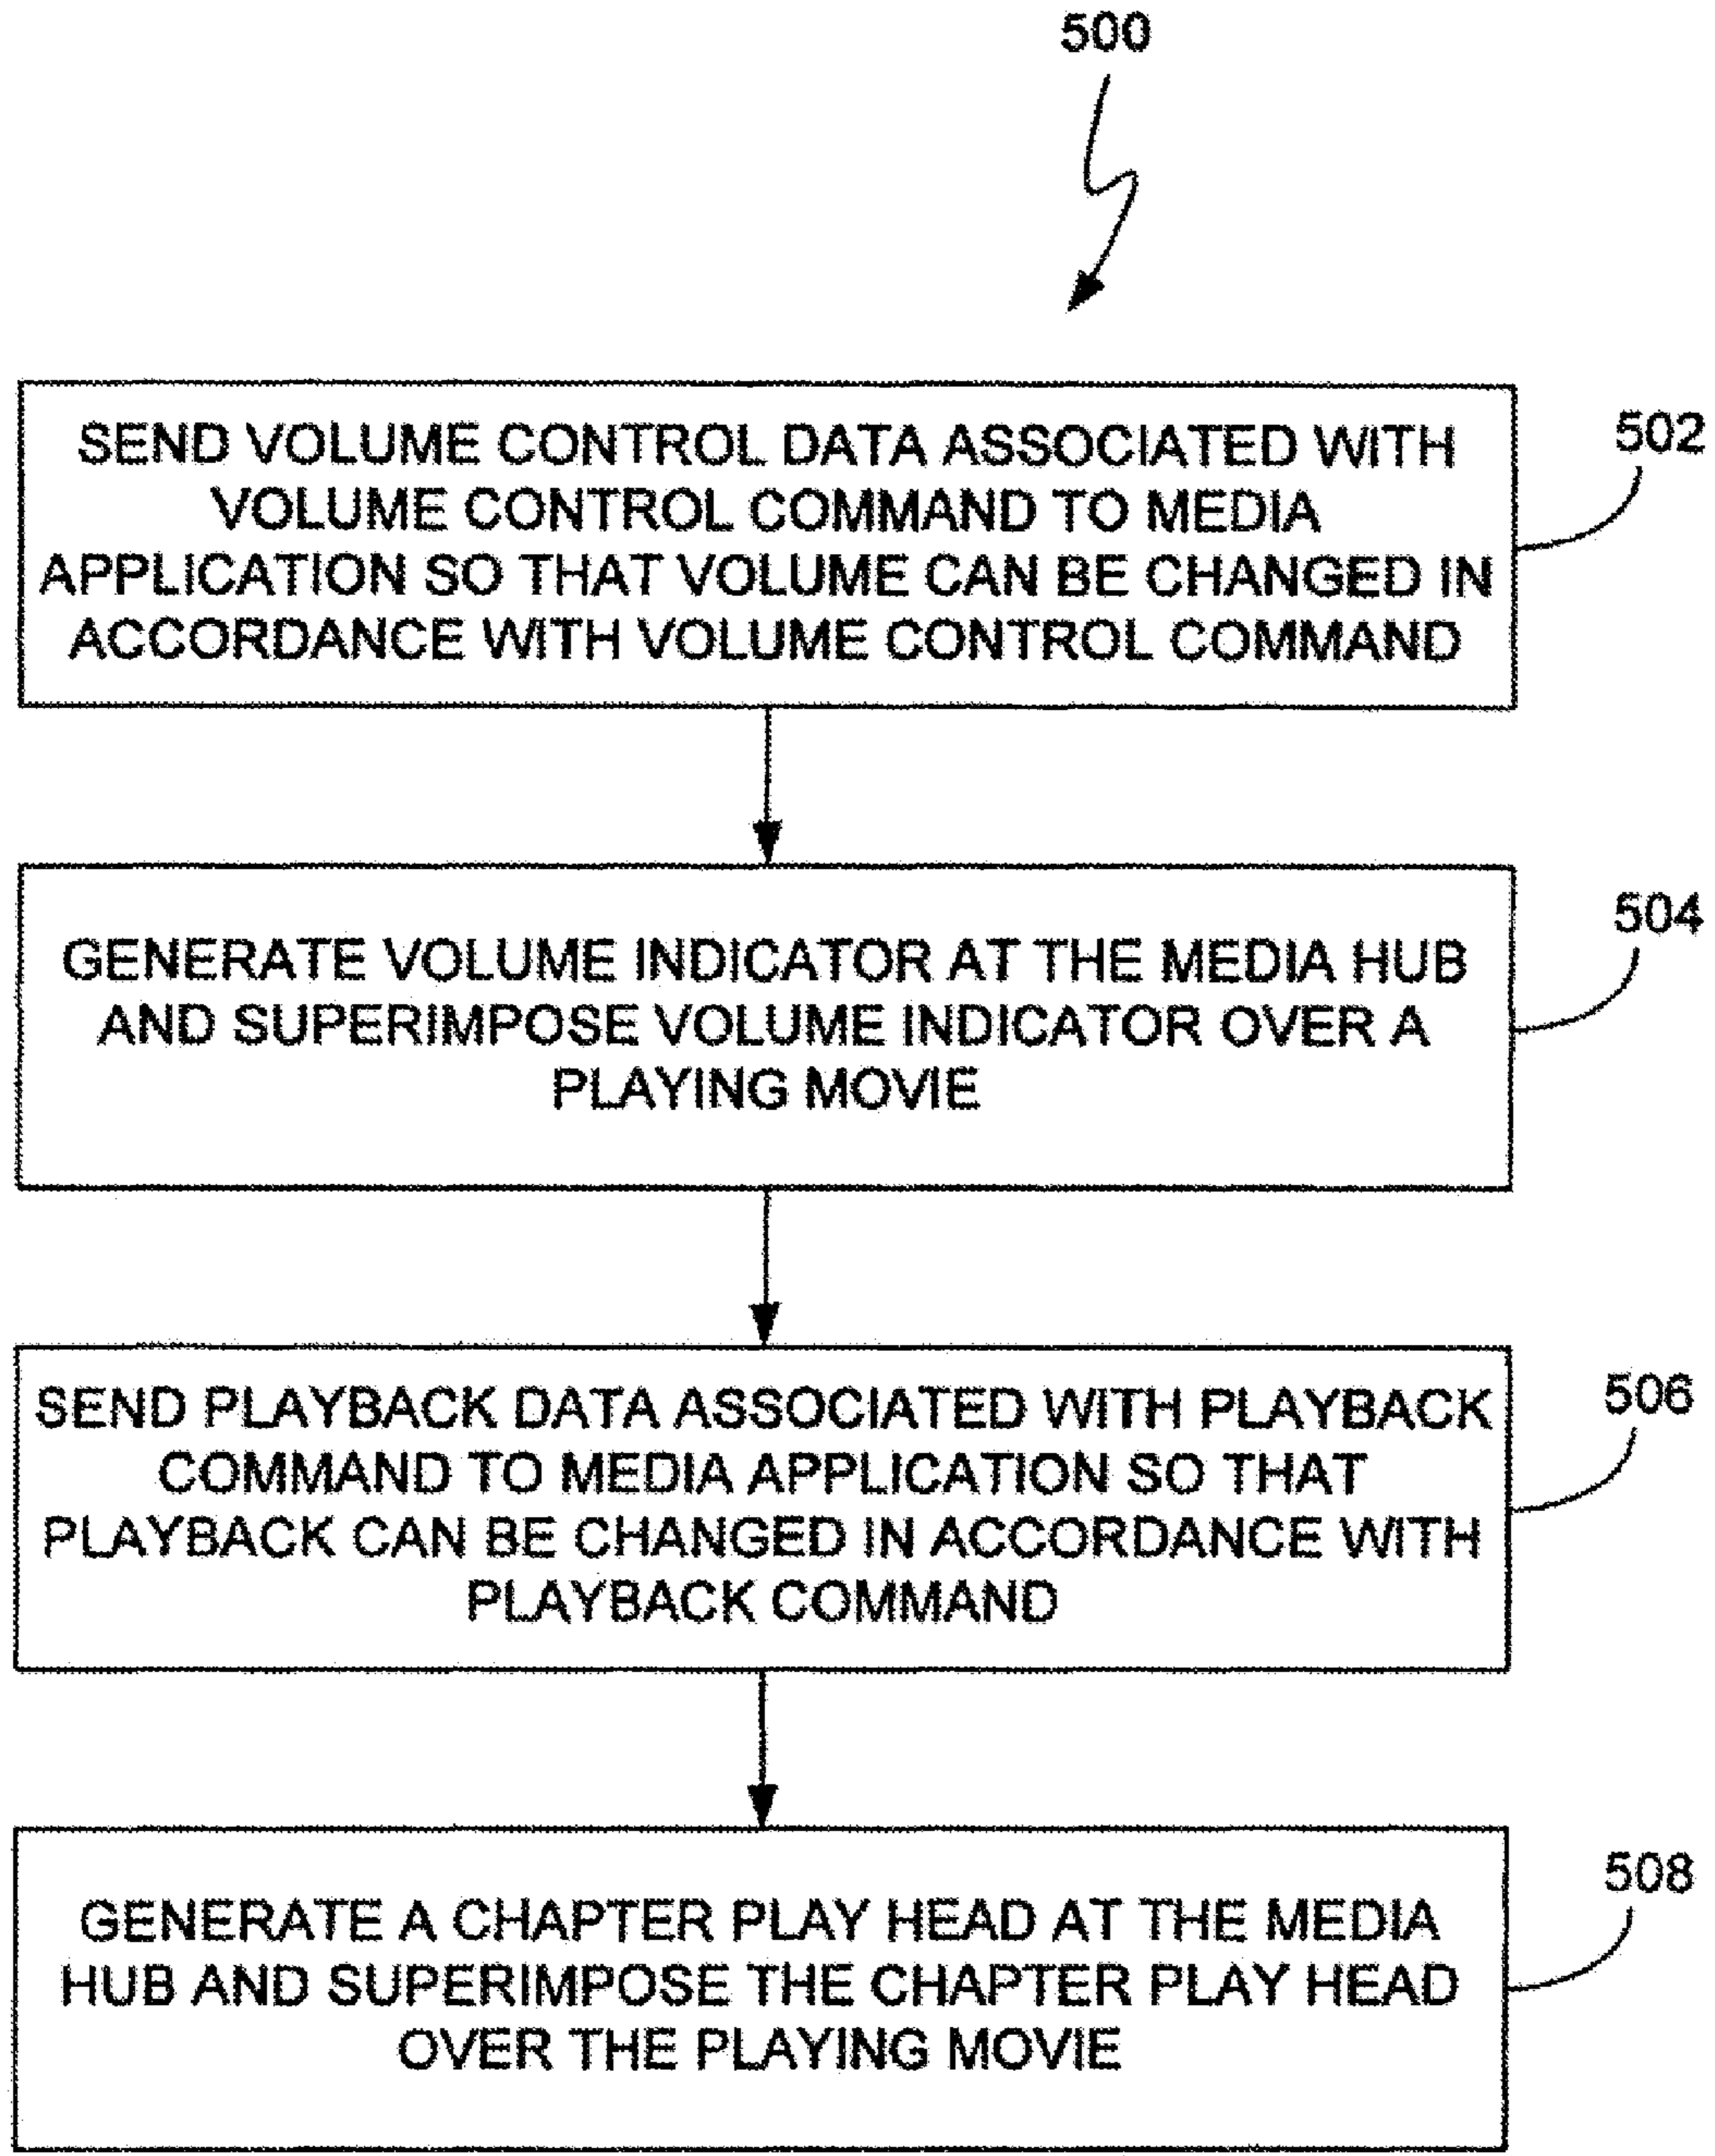 500
SEND VOLUME CONTROL DATA ASSOCIATED WITH
VOLUME CONTROL COMMAND TO MEDIA
APPLICATION SO THAT VOLUME CAN BE CHANGED IN
ACCORDANCE WITH VOLUME CONTROL COMMAND
502
GENERATE VOLUME INDICATOR AT THE MEDIA HUB
AND SUPERIMPOSE VOLUME INDICATOR OVER A
PLAYING MOVIE
504
SEND PLAYBACK DATA ASSOCIATED WITH PLAYBACK
COMMAND TO MEDIA APPLICATION SO THAT
PLAYBACK CAN BE CHANGED IN ACCORDANCE WITH
PLAYBACK COMMAND
506
GENERATE A CHAPTER PLAY HEAD AT THE MEDIA
HUB AND SUPERIMPOSE THE CHAPTER PLAY HEAD
OVER THE PLAYING MOVIE
508